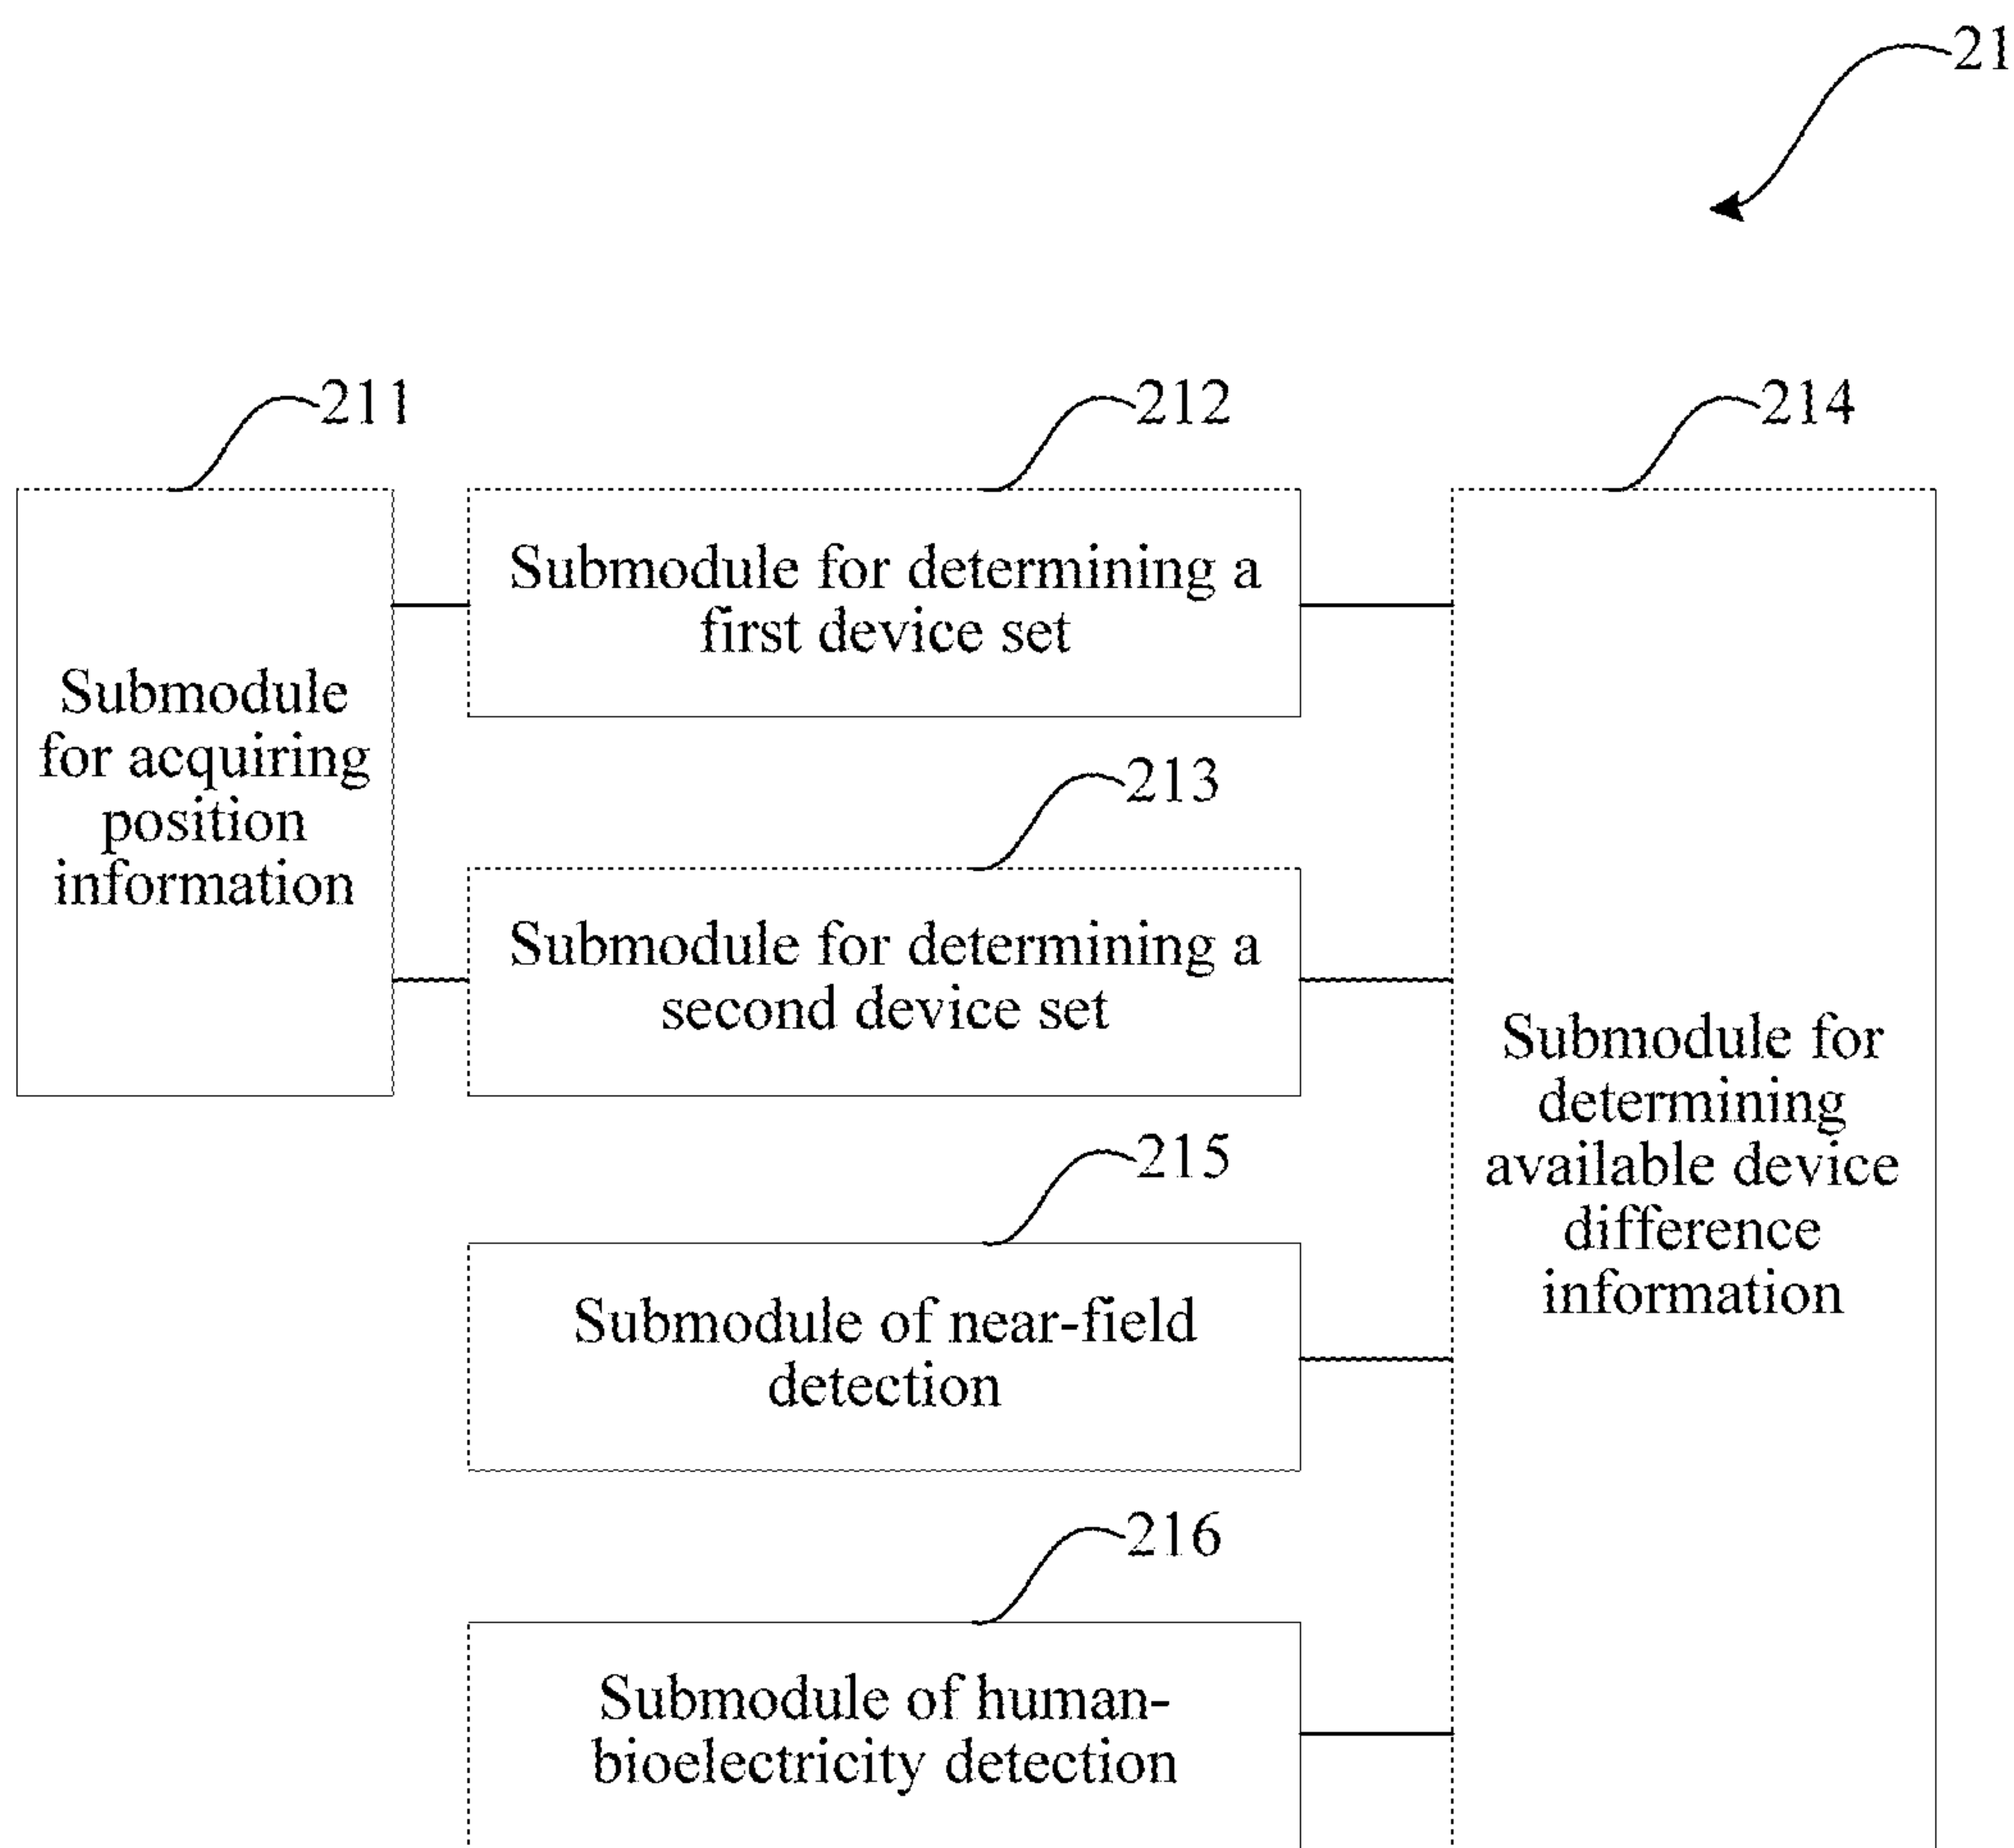 21
211
212
214
Submodule for determining a
first device set
Submodule
for acquiring
position
information
213
Submodule for determining a
second device set
Submodule for
determining
available device
difference
information
215
Submodule of near-field
detection
216
Submodule of human-
bioelectricity detection